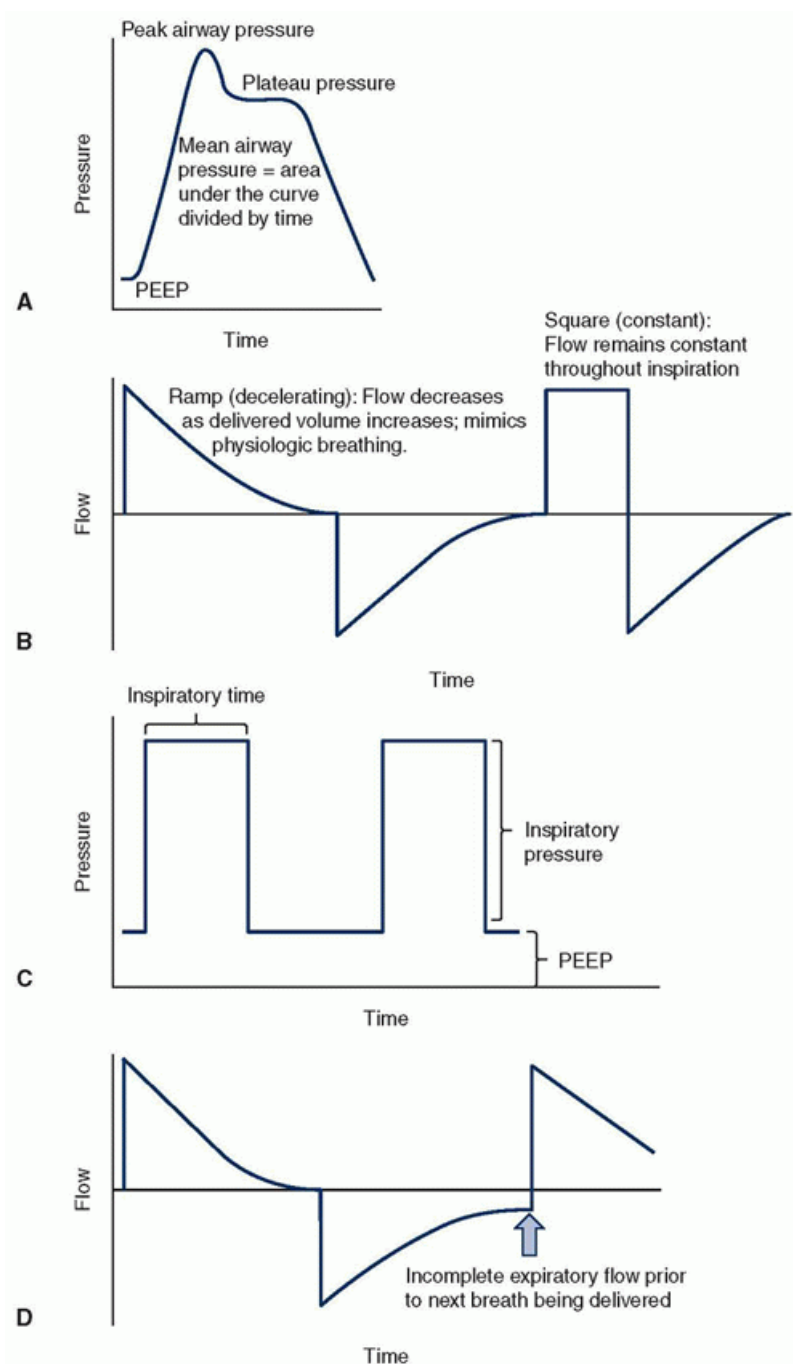 Peak airway pressure
Plateau pressure
Mean airway
pressure = area
under the curve
divided by time
Pressure
PEEP
A
Time
Square (constant):
Flow remains constant
throughout inspiration
Ramp (decelerating): Flow decreases
as delivered volume increases; mimics
physiologic breathing.
Flow
B
Time
Inspiratory time
Pressure
Inspiratory
pressure
PEEP
C
Time
Flow
Incomplete expiratory flow prior
to next breath being delivered
D
Time